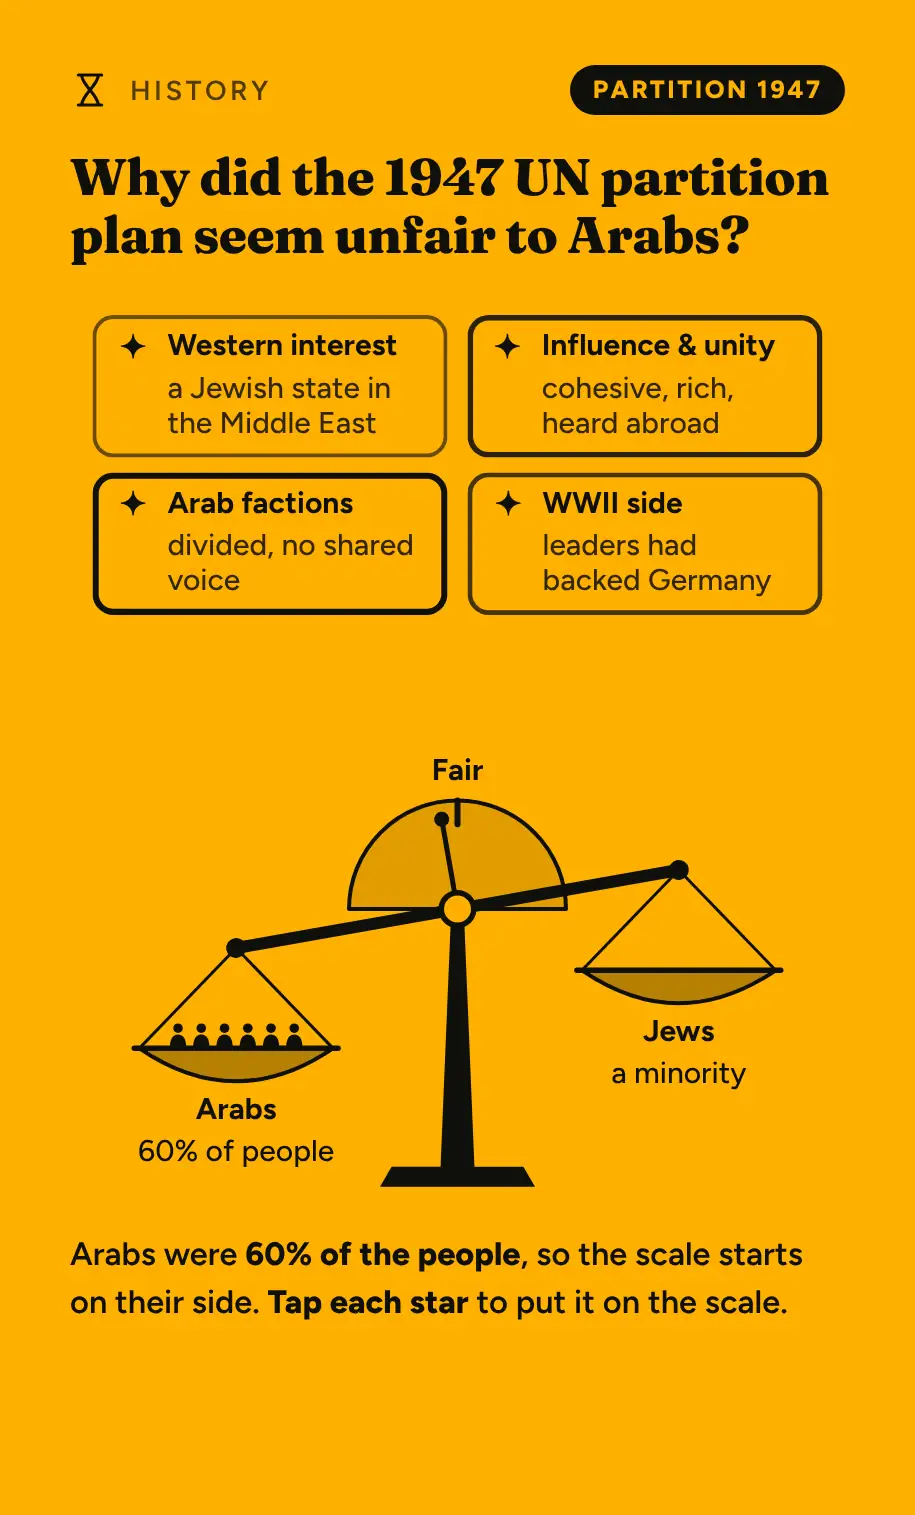 HISTORY
PARTITION 1947
Why did the 1947 UN partition
plan seem unfair to Arabs?
Western interest
a Jewish state in
the Middle East
Influence & unity
cohesive, rich,
heard abroad
Arab factions
divided, no shared
voice
WWII side
leaders had
backed Germany
Fair
Jews
a minority
Arabs
60% of people
Arabs were 60% of the people, so the scale starts
on their side. Tap each star to put it on the scale.